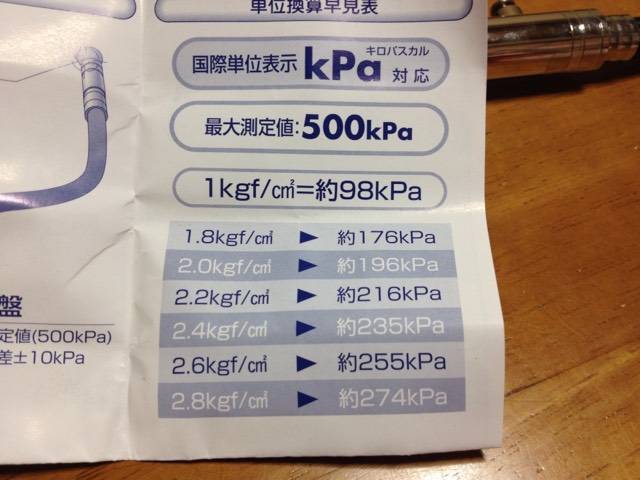 単位換算早見表
キロパスカル
国際単位表示 kPa 対応
最大測定値:500kPa
1kgf/c㎡=約98kPa
1.8kgf/c㎡ ▶ 約176kPa
2.0kgf/c㎡ ▶ 約196kPa
2.2kgf/c㎡ ▶ 約216kPa
2.4kgf/c㎡ ▶ 約235kPa
2.6kgf/c㎡ ▶ 約255kPa
2.8kgf/c㎡ ▶ 約274kPa
盤
定値(500kPa)
差±10kPa